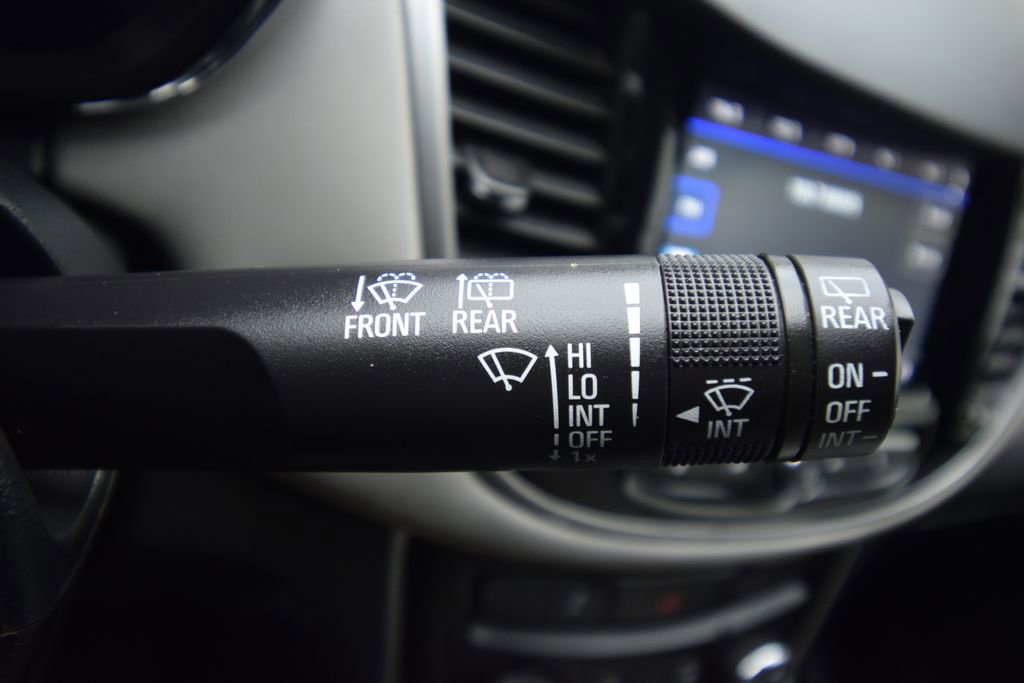 FRONT
REAR
HI
LO
INT
OFF
1x
INT
REAR
ON
OFF
INT